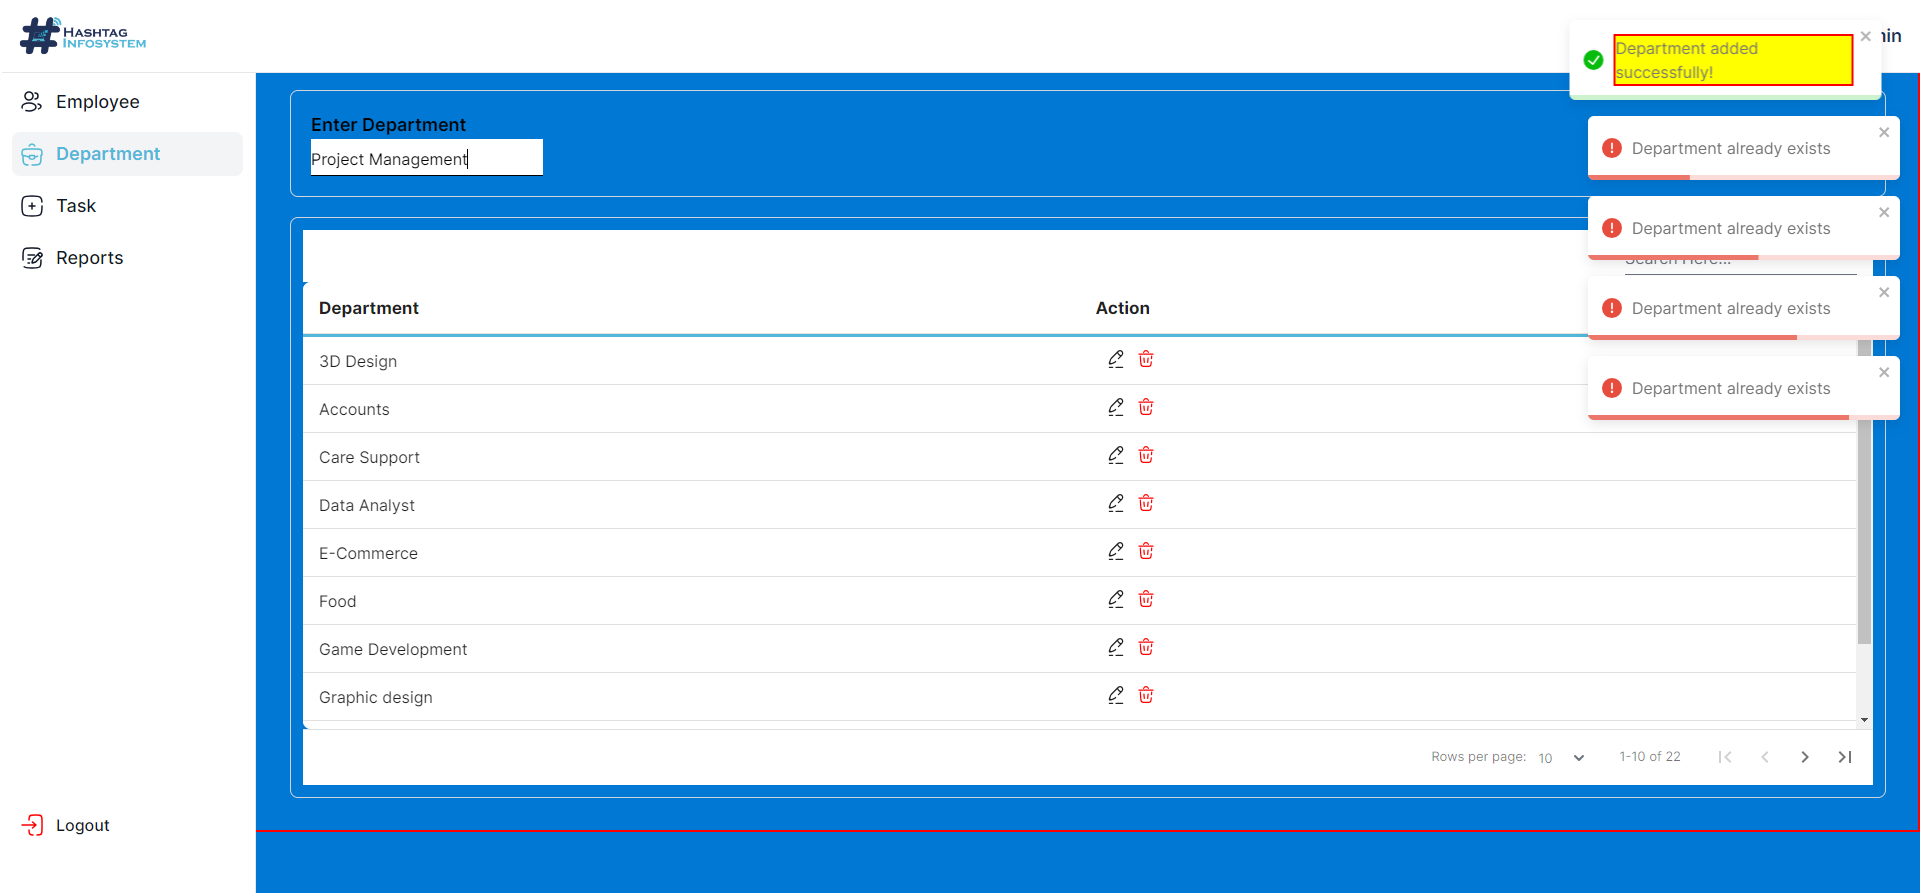 HASHTAG
INFOSYSTEM
Employee
Department
Task
Reports
Logout
Enter Department
Project Management
Department added
successfully!
Department already exists
Department already exists
Search Here...
Department already exists
Department already exists
Department Action
3D Design
Accounts
Care Support
Data Analyst
E-Commerce
Food
Game Development
Graphic design
Rows per page: 10 1-10 of 22